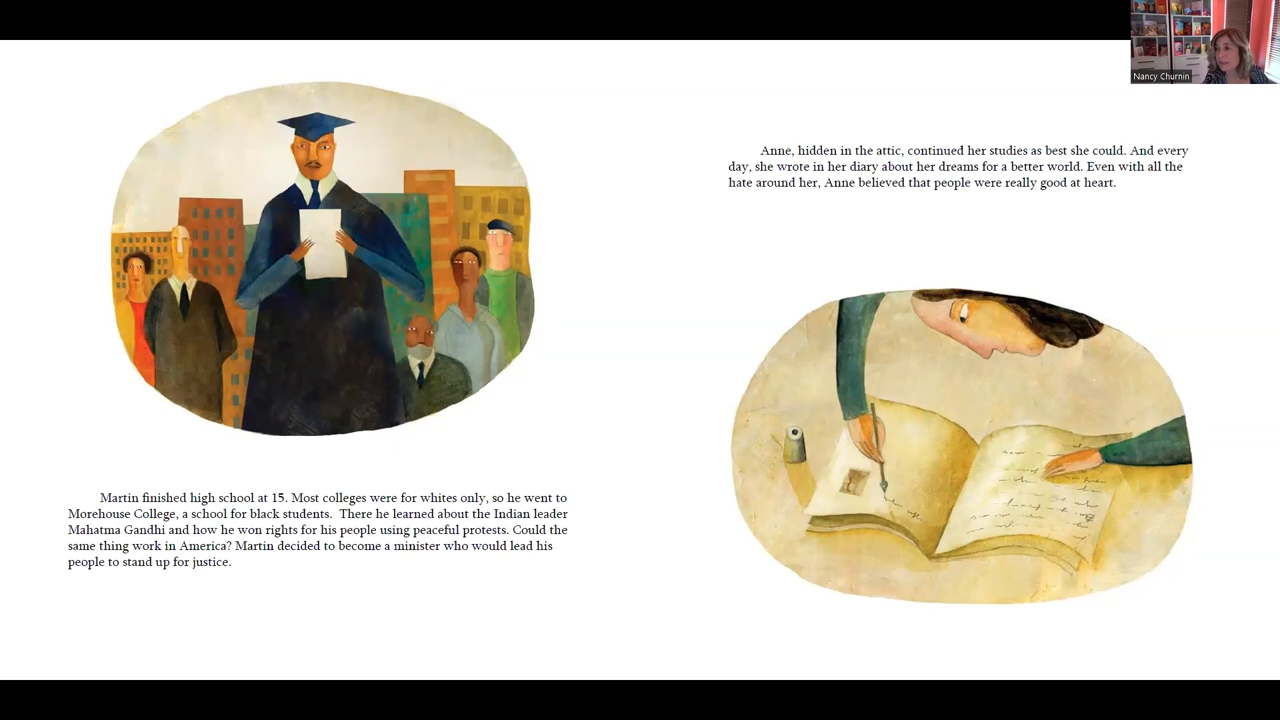 Nancy Churnin
Anne, hidden in the attic, continued her studies as best she could. And every
day, she wrote in her diary about her dreams for a better world. Even with all the
hate around her, Anne believed that people were really good at heart.
Martin finished high school at 15. Most colleges were for whites only, so he went to
Morehouse College, a school for black students.  There he learned about the Indian leader
Mahatma Gandhi and how he won rights for his people using peaceful protests. Could the
same thing work in America? Martin decided to become a minister who would lead his
people to stand up for justice.